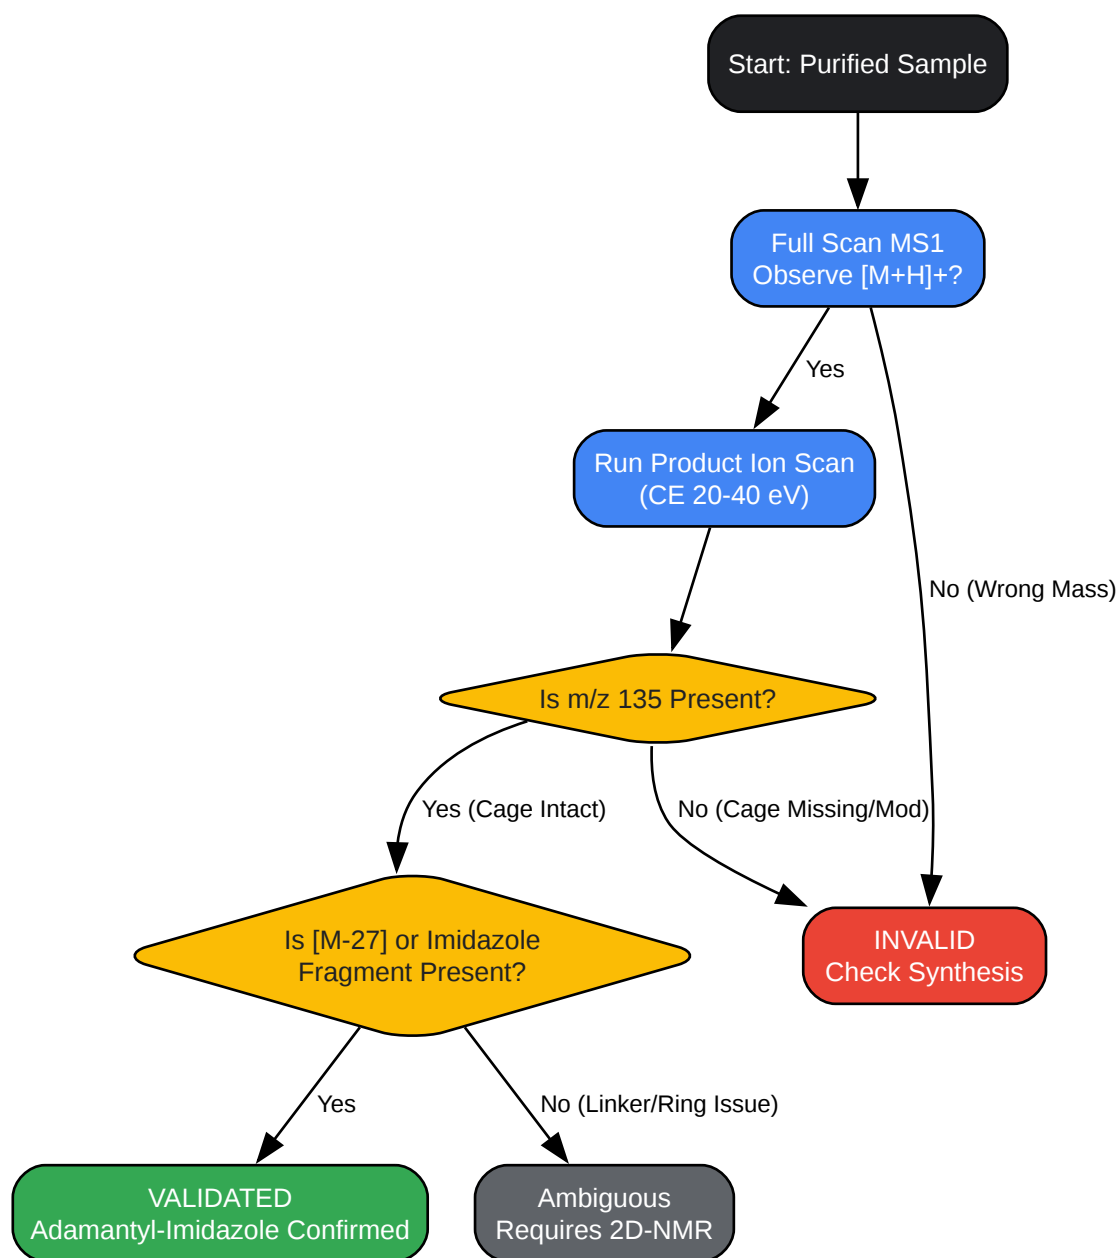 Start: Purified Sample
Full Scan MS1
Observe [M+H]+?
Yes
Run Product Ion Scan
(CE 20-40 eV)
No (Wrong Mass)
Is m/z 135 Present?
Yes (Cage Intact)
No (Cage Missing/Mod)
Is [M-27] or Imidazole
Fragment Present?
INVALID
Check Synthesis
Yes
No (Linker/Ring Issue)
VALIDATED
Adamantyl-Imidazole Confirmed
Ambiguous
Requires 2D-NMR